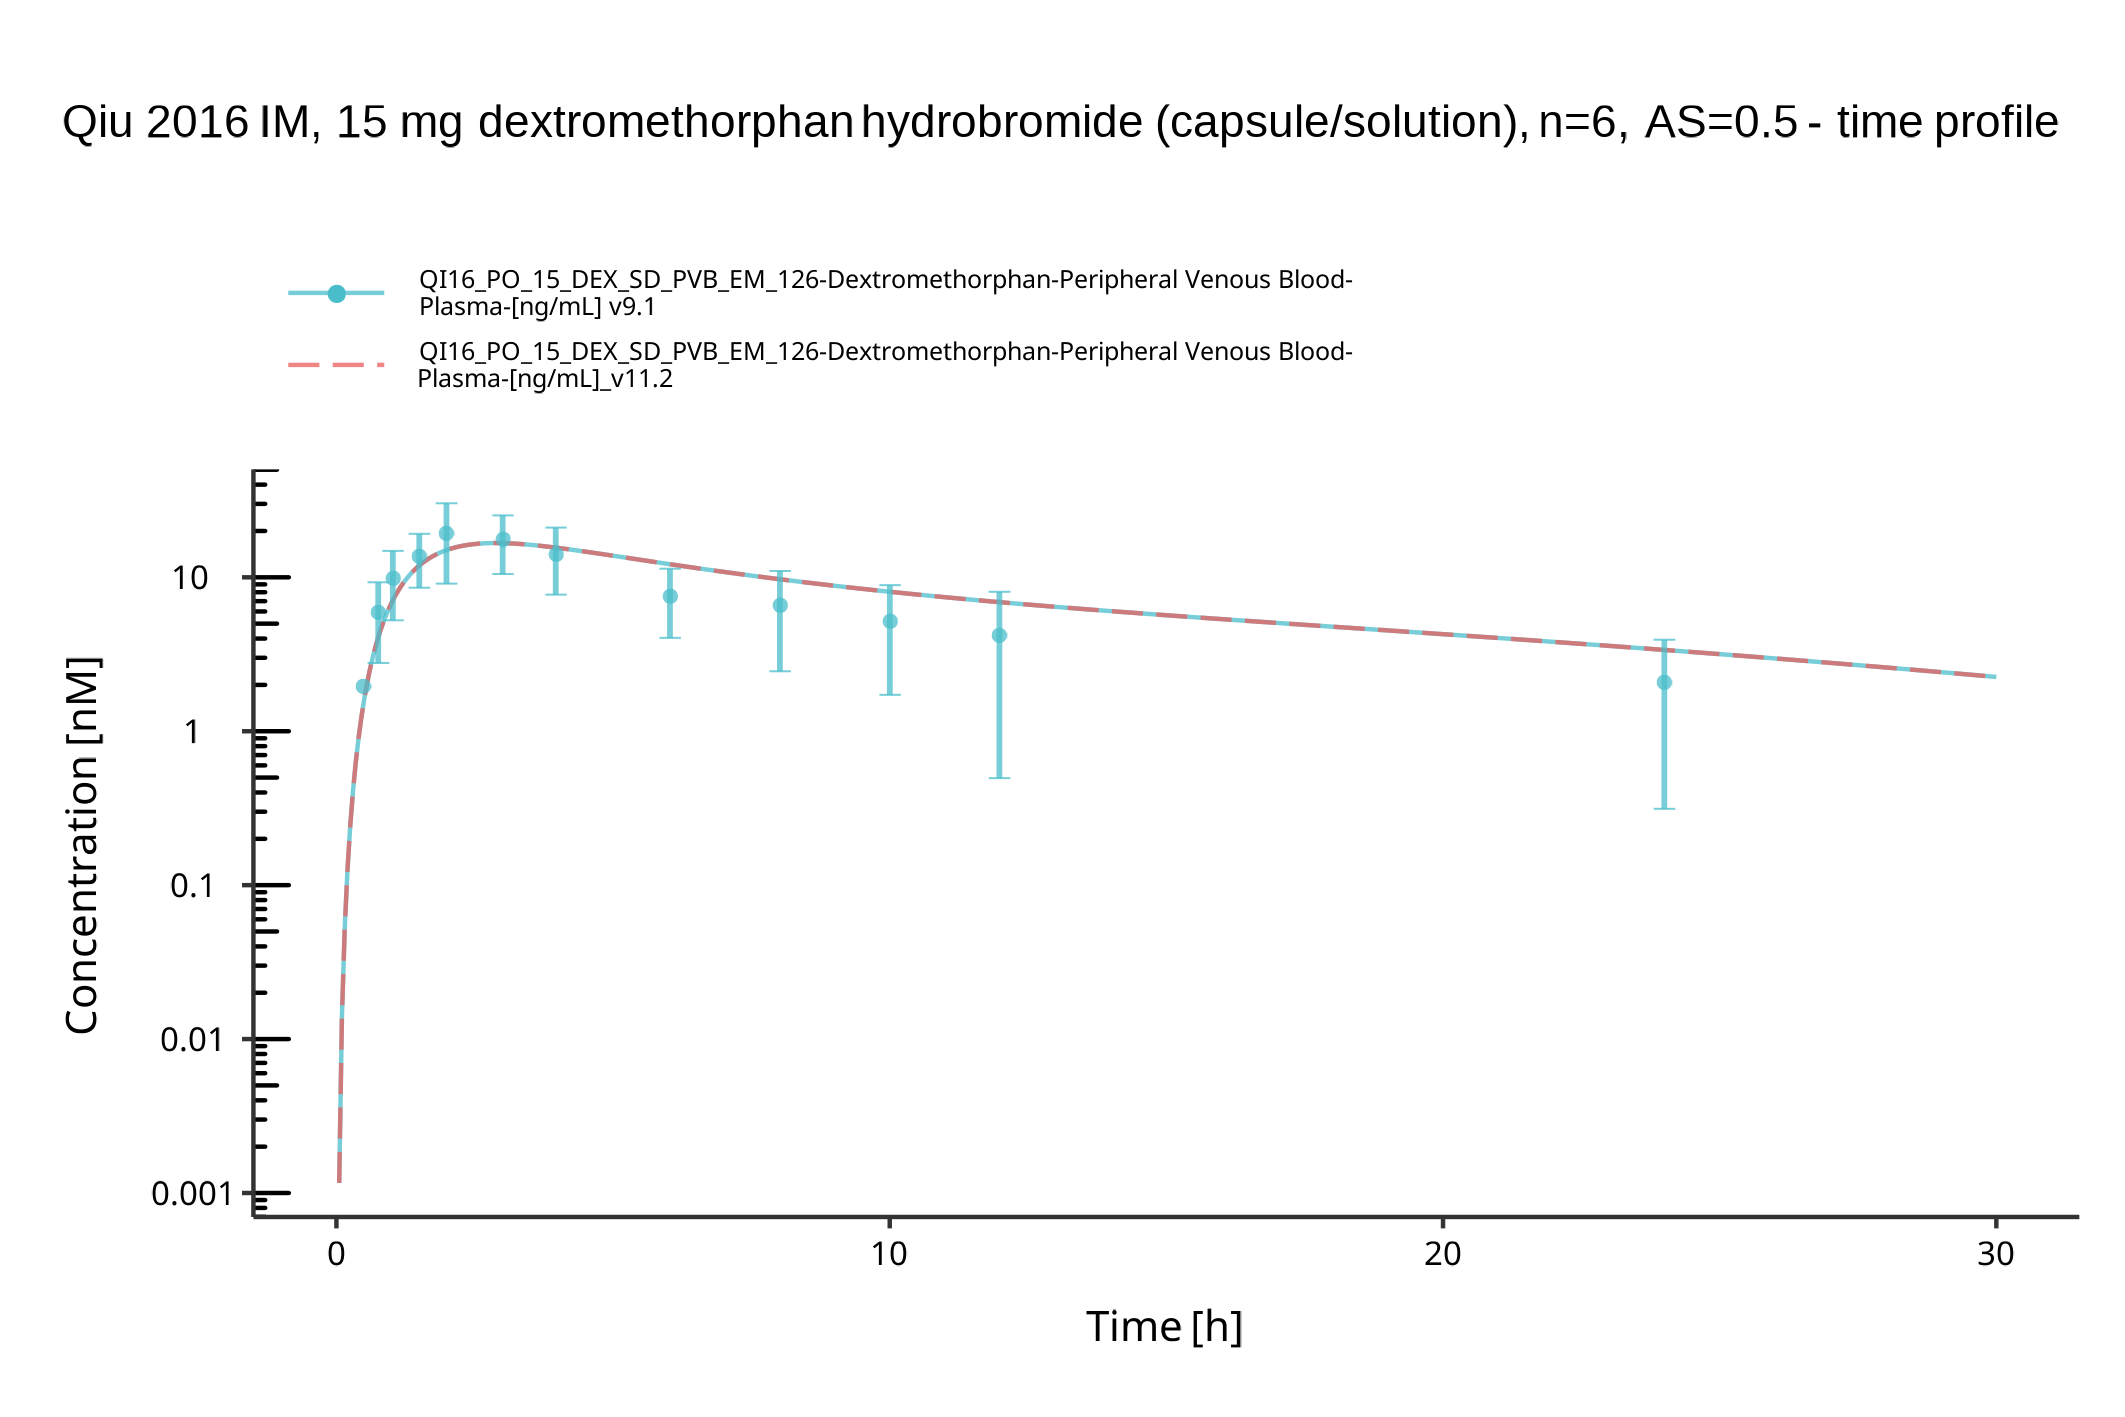 Qiu 2016 IM, 15 mg dextromethorphan hydrobromide (capsule/solution), n=6, AS=0.5 - time profile
QI16_PO_15_DEX_SD_PVB_EM_126-Dextromethorphan-Peripheral Venous Blood-
Plasma-[ng/mL] v9.1
QI16_PO_15_DEX_SD_PVB_EM_126-Dextromethorphan-Peripheral Venous Blood-
Plasma-[ng/mL]_v11.2
Concentration [nM]
10
1
0.1
0.01
0.001
0 10 20 30
Time [h]